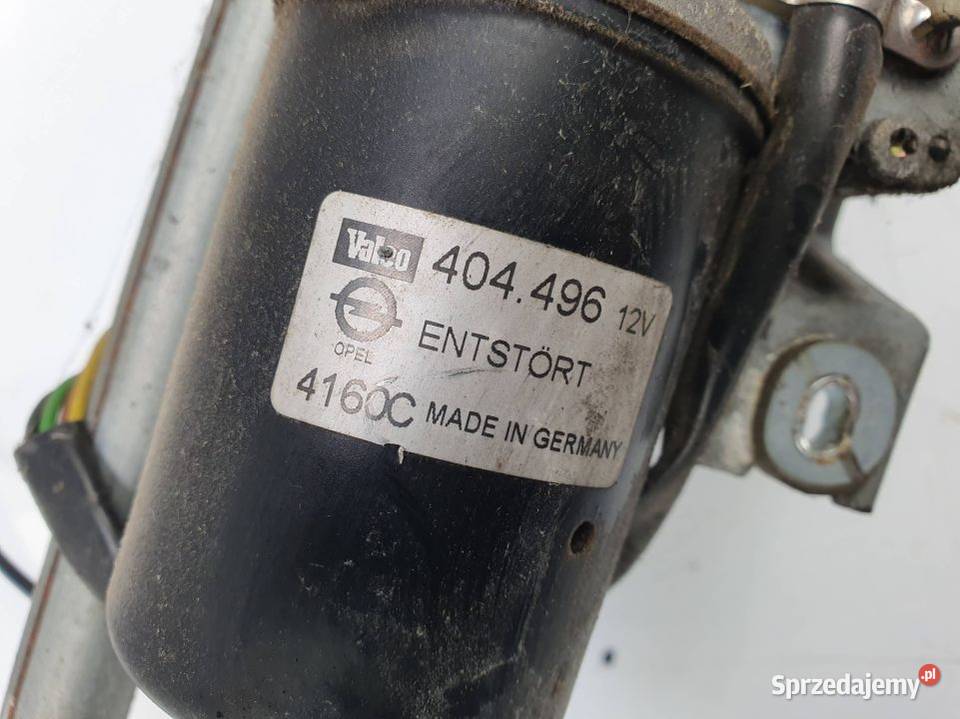 Valeo 404.496 12V
OPEL ENTSTÖRT
4160C MADE IN GERMANY
Sprzedajemy.pl